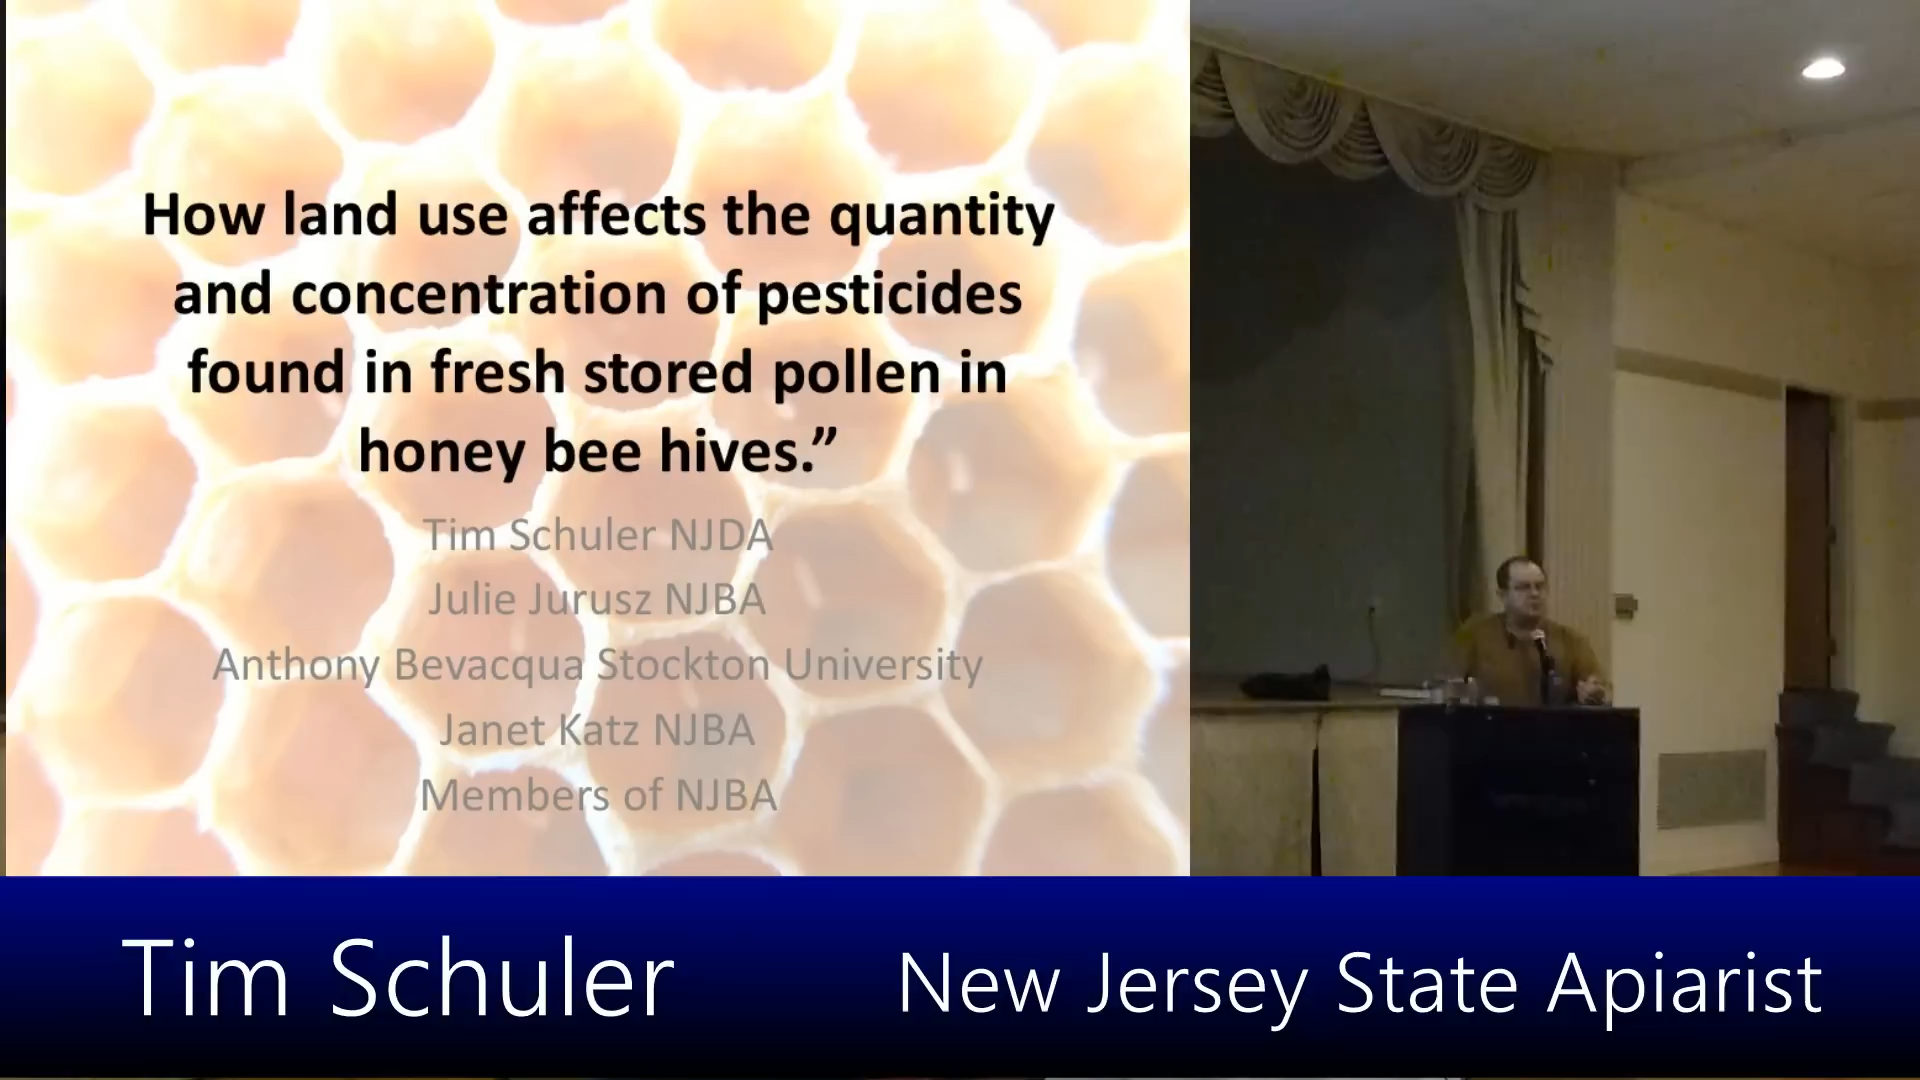 How land use affects the quantity
and concentration of pesticides
found in fresh stored pollen in
honey bee hives.”
Tim Schuler NJDA
Julie Jurusz NJBA
Anthony Bevacqua Stockton University
Janet Katz NJBA
Members of NJBA
Tim Schuler
New Jersey State Apiarist